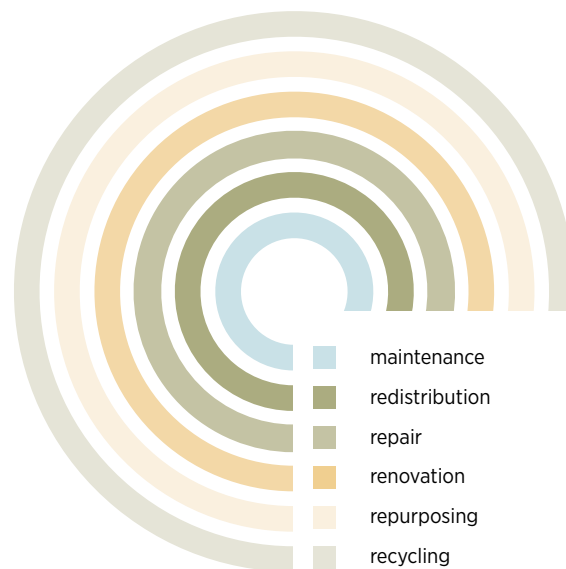 maintenance
redistribution
repair
renovation
repurposing
recycling